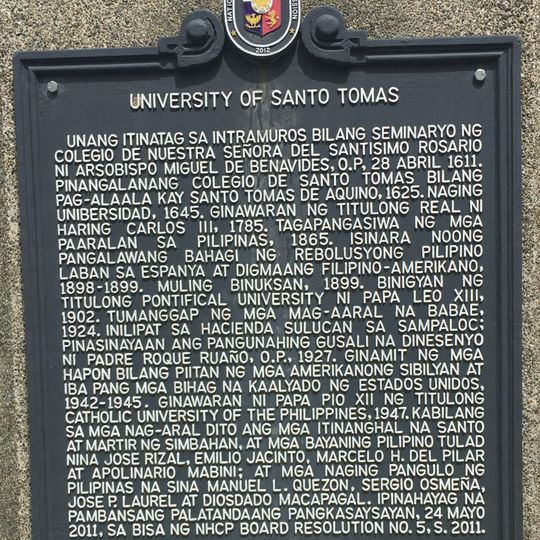 2012
UNIVERSITY OF SANTO TOMAS
UNANG ITINATAG SA INTRAMUROS BILANG SEMINARYO NG
COLEGIO DE NUESTRA SEÑORA DEL SANTISIMO ROSARIO
NI ARSOBISPO MIGUEL DE BENAVIDES, O.P., 28 ABRIL 1611.
PINANGALANANG COLEGIO DE SANTO TOMAS BILANG
PAG-ALAALA KAY SANTO TOMAS DE AQUINO, 1625. NAGING
UNIBERSIDAD, 1645. GINAWARAN NG TITULONG REAL NI
HARING CARLOS III, 1785. TAGAPANGASIWA NG MGA
PAARALAN SA PILIPINAS, 1865. ISINARA NOONG
PANGALAWANG BAHAGI NG REBOLUSYONG PILIPINO
LABAN SA ESPANYA AT DIGMAANG FILIPINO-AMERIKANO,
1898-1899. MULING BINUKSAN, 1899. BINIGYAN NG
TITULONG PONTIFICAL UNIVERSITY NI PAPA LEO XIII,
1902. TUMANGGAP NG MGA MAG-AARAL NA BABAE,
1924. INILIPAT SA HACIENDA SULUCAN SA SAMPALOC;
PINASINAYAAN ANG PANGUNAHING GUSALI NA DINESENYO
NI PADRE ROQUE RUAÑO, O.P., 1927. GINAMIT NG MGA
HAPON BILANG PIITAN NG MGA AMERIKANONG SIBILYAN AT
IBA PANG MGA BIHAG NA KAALYADO NG ESTADOS UNIDOS,
1942-1945. GINAWARAN NI PAPA PIO XII NG TITULONG
CATHOLIC UNIVERSITY OF THE PHILIPPINES, 1947. KABILANG
SA MGA NAG-ARAL DITO ANG MGA ITINANGHAL NA SANTO
AT MARTIR NG SIMBAHAN, AT MGA BAYANING PILIPINO TULAD
NINA JOSE RIZAL, EMILIO JACINTO, MARCELO H. DEL PILAR
AT APOLINARIO MABINI; AT MGA NAGING PANGULO NG
PILIPINAS NA SINA MANUEL L. QUEZON, SERGIO OSMEÑA,
JOSE P. LAUREL AT DIOSDADO MACAPAGAL. IPINAHAYAG NA
PAMBANSANG PALATANDAANG PANGKASAYSAYAN, 24 MAYO
2011, SA BISA NG NHCP BOARD RESOLUTION NO. 5, S. 2011.